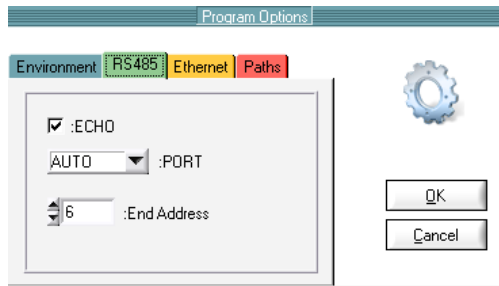 Program Options
Environment RS485 Ethernet Paths
:ECHO
AUTO :PORT
6 :End Address
OK
Cancel